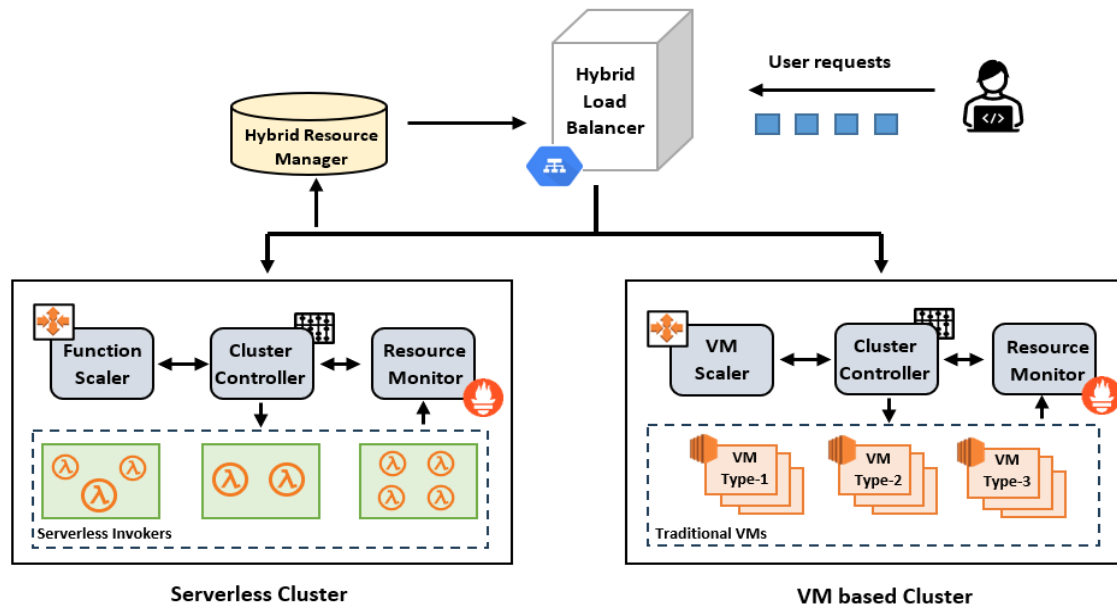 User requests
Hybrid
Load
Balancer
</>
Hybrid Resource
Manager
Function
Scaler
Cluster
Controller
Resource
Monitor
λ
λ
λ
λ
λ
λ
λ
λ
λ
Serverless Invokers
Serverless Cluster
VM
Scaler
Cluster
Controller
Resource
Monitor
VM
Type-1
VM
Type-2
VM
Type-3
Traditional VMs
VM based Cluster